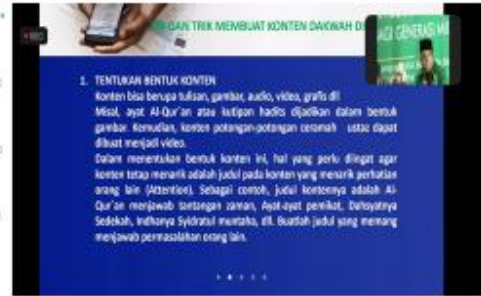 DAN TRIK MEMBUAT KONTEN DAKWAH DI
BAGI GENERASI MU
1. TENTUKAN BENTUK KONTEN
Konten bisa berupa tulisan, gambar, audio, video, grafis dll
Misal, ayat Al-Qur'an atau kutipan hadits dijadikan dalam bentuk
gambar. Kemudian, konten potongan-potongan ceramah ustaz dapat
dibuat menjadi video.
Dalam menentukan bentuk konten ini, hal yang perlu diingat agar
konten tetap menarik adalah judul pada konten yang menarik perhatian
orang lain (Attention). Sebagai contoh, judul kontennya adalah Al-
Qur'an menjawab tantangan zaman, Ayat-ayat pemikat, Dahsyatnya
Sedekah, Indhanya Syidratul muntaha, dll. Buatlah judul yang memang
menjawab permasalahan orang lain.